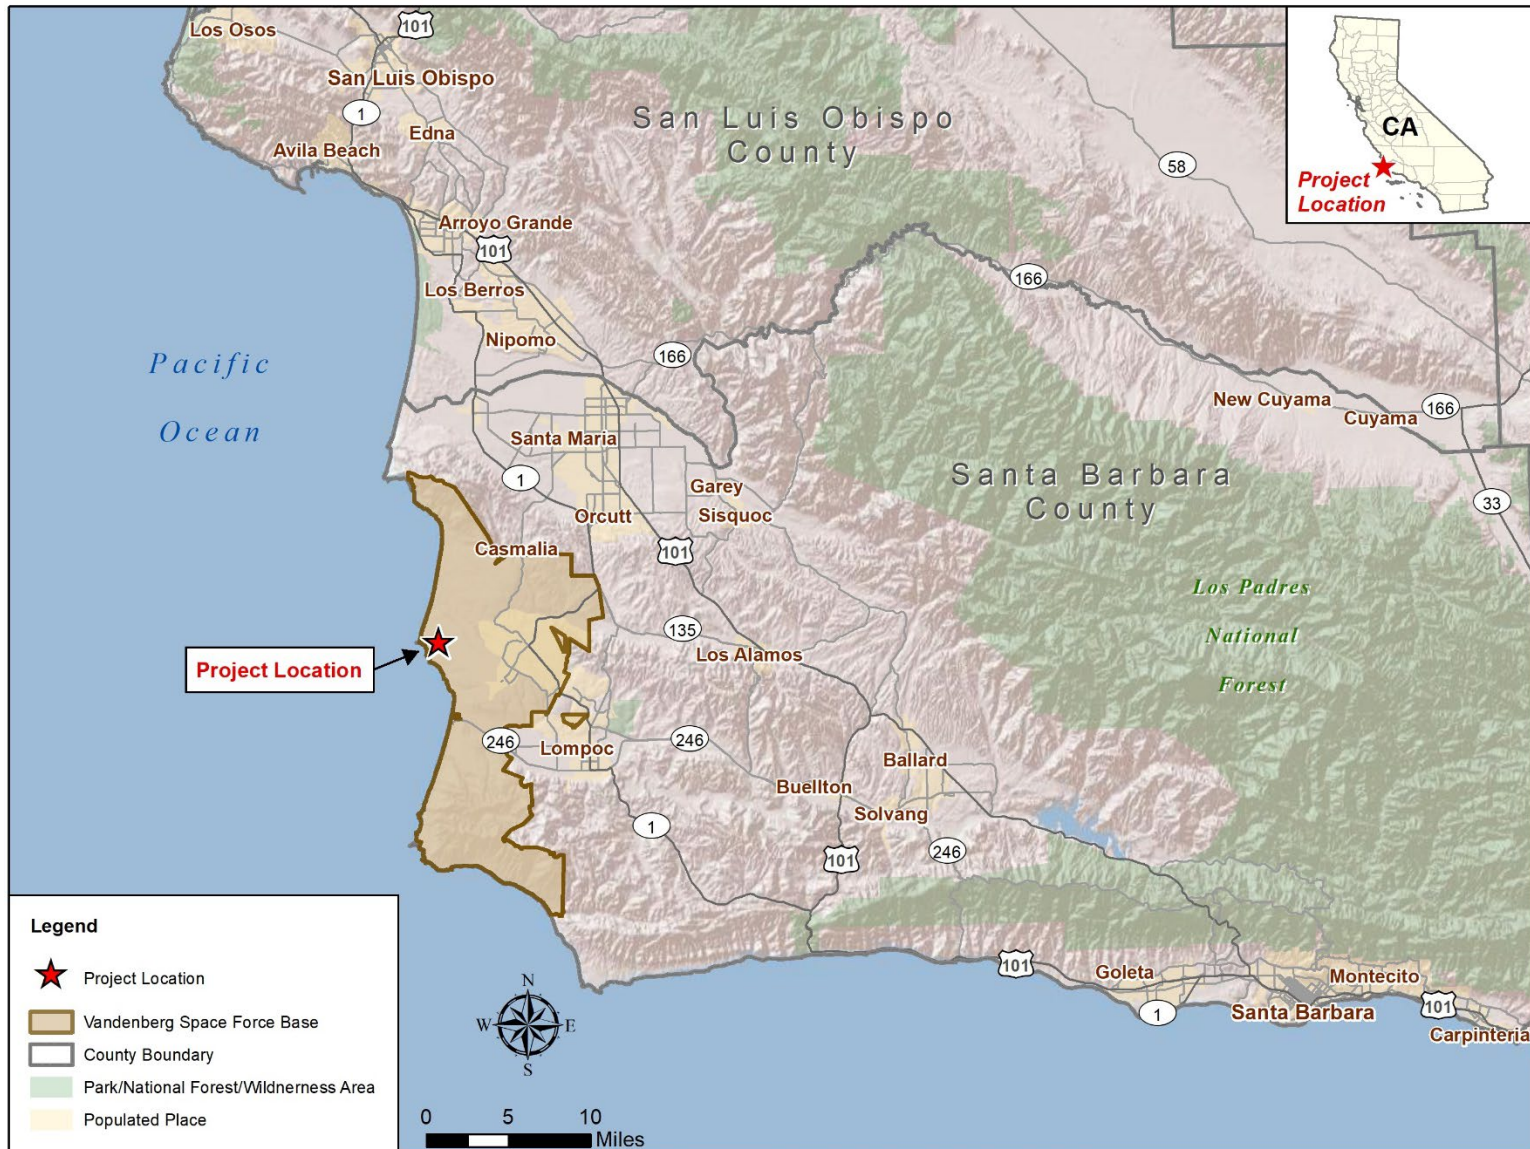 Los Osos
101
San Luis Obispo
1
Edna
Avila Beach
San Luis Obispo
County
58
CA
Project
Location
Arroyo Grande
101
Los Berros
166
Nipomo
166
Pacific
Ocean
New Cuyama
166
Cuyama
Santa Maria
1
Garey
Santa Barbara
County
33
Orcutt
Sisquoc
Casmalia
101
Los Padres
National
Forest
135
Los Alamos
Project Location
246
Lompoc
246
Ballard
Buellton
Solvang
1
101
246
Legend
Project Location
Vandenberg Space Force Base
County Boundary
Park/National Forest/Wildnerness Area
Populated Place
N
W
E
S
0
5
10
Miles
101
Goleta
Montecito
1
Santa Barbara
101
Carpinteria